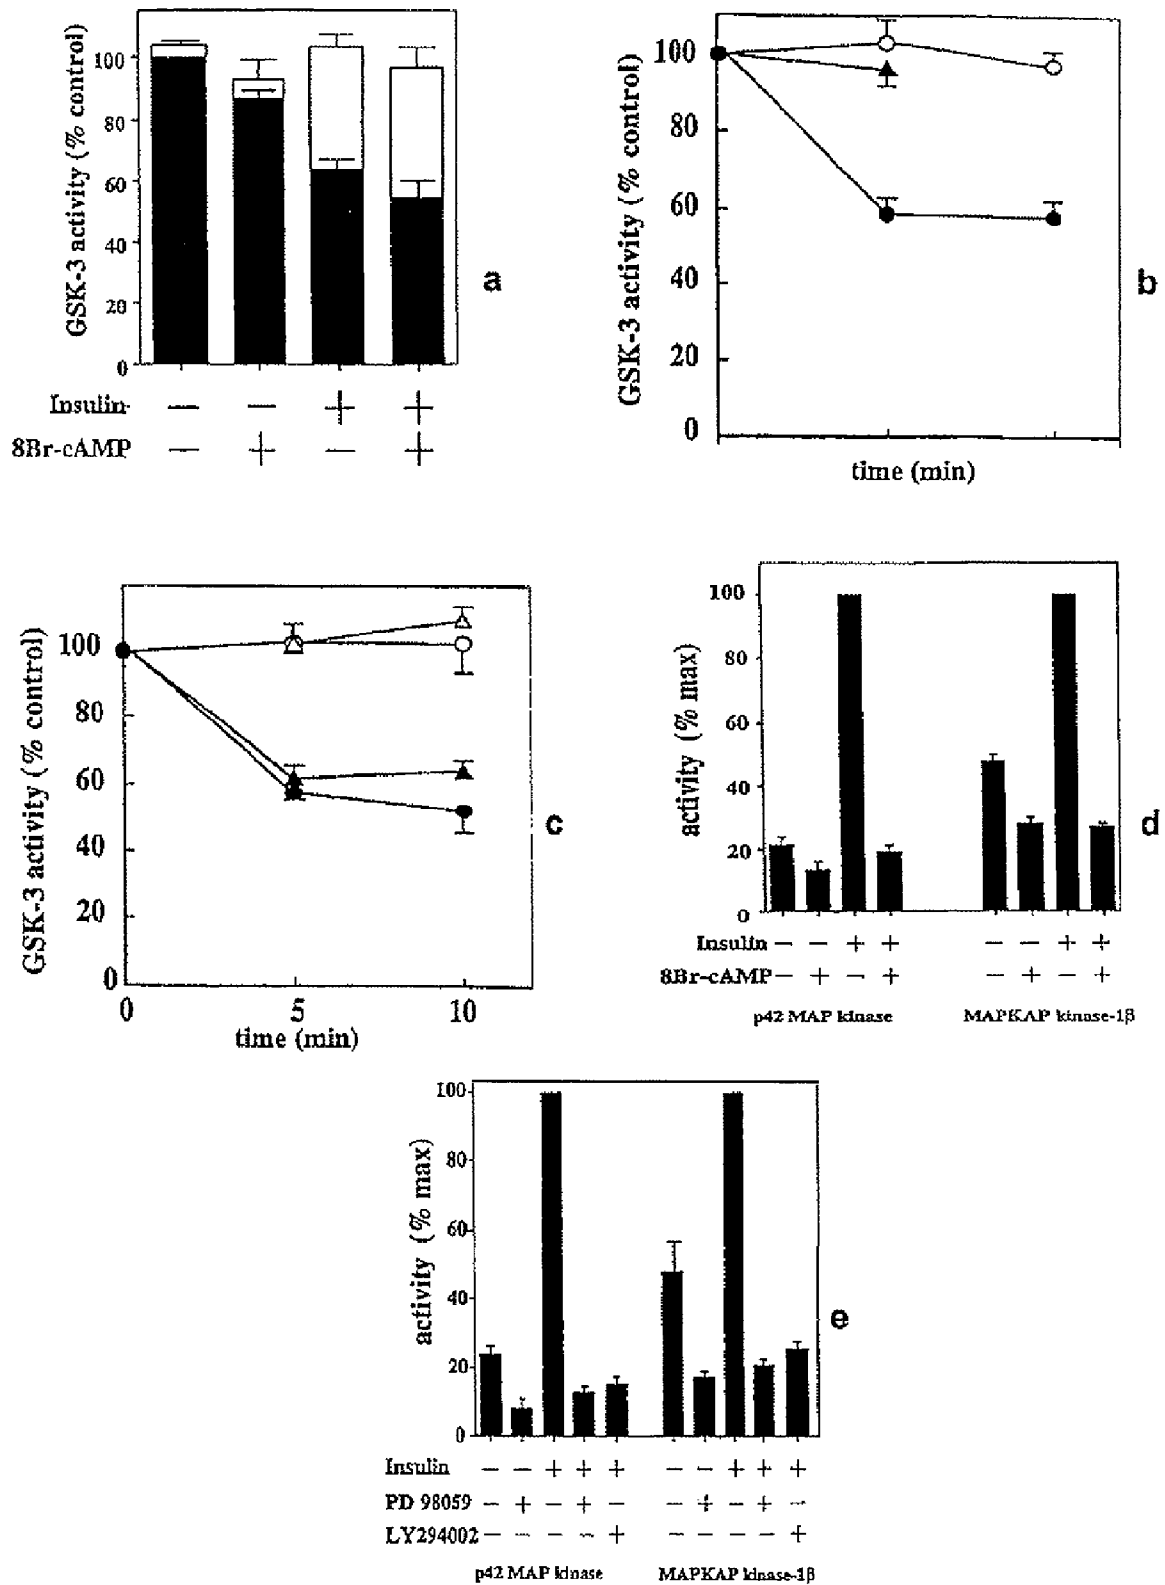 GSK-3 activity (% control)
100
80
60
40
20
0
Insulin - - + +
8Br-cAMP - + - +
a
GSK-3 activity (% control)
100
80
60
40
20
0
time (min)
b
GSK-3 activity (% control)
100
80
60
40
20
0
0 5 10
time (min)
c
activity (% max)
100
80
60
40
20
0
Insulin - - + + - - + +
8Br-cAMP - + - + - + - +
p42 MAP kinase MAPKAP kinase-1β
d
activity (% max)
100
80
60
40
20
0
Insulin - - + + + - - + + +
PD 98059 - + - + - - + - + -
LY294002 - - - - + - - - - +
p42 MAP kinase MAPKAP kinase-1β
e